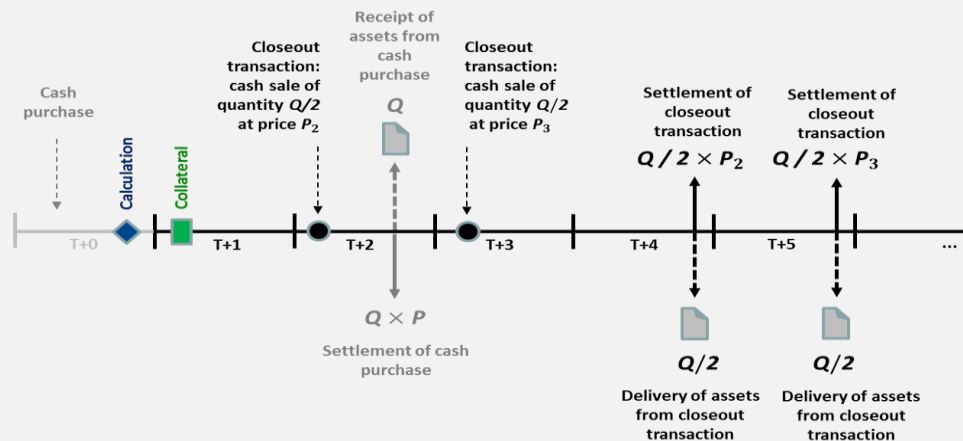 Cash
purchase
Calculation
Collateral
Closeout
transaction:
cash sale of
quantity Q/2
at price P₂
Receipt of
assets from
cash
purchase
Q
Closeout
transaction:
cash sale of
quantity Q/2
at price P₃
Settlement of
closeout
transaction
Q / 2 × P₂
Settlement of
closeout
transaction
Q / 2 × P₃
T+0
T+1
T+2
T+3
T+4
T+5
...
Q × P
Settlement of cash
purchase
Q/2
Delivery of assets
from closeout
transaction
Q/2
Delivery of assets
from closeout
transaction